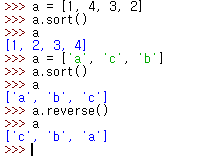 >>> a = [1, 4, 3, 2]
>>> a.sort()
>>> a
[1, 2, 3, 4]
>>> a = ['a', 'c', 'b']
>>> a.sort()
>>> a
['a', 'b', 'c']
>>> a.reverse()
>>> a
['c', 'b', 'a']
>>>